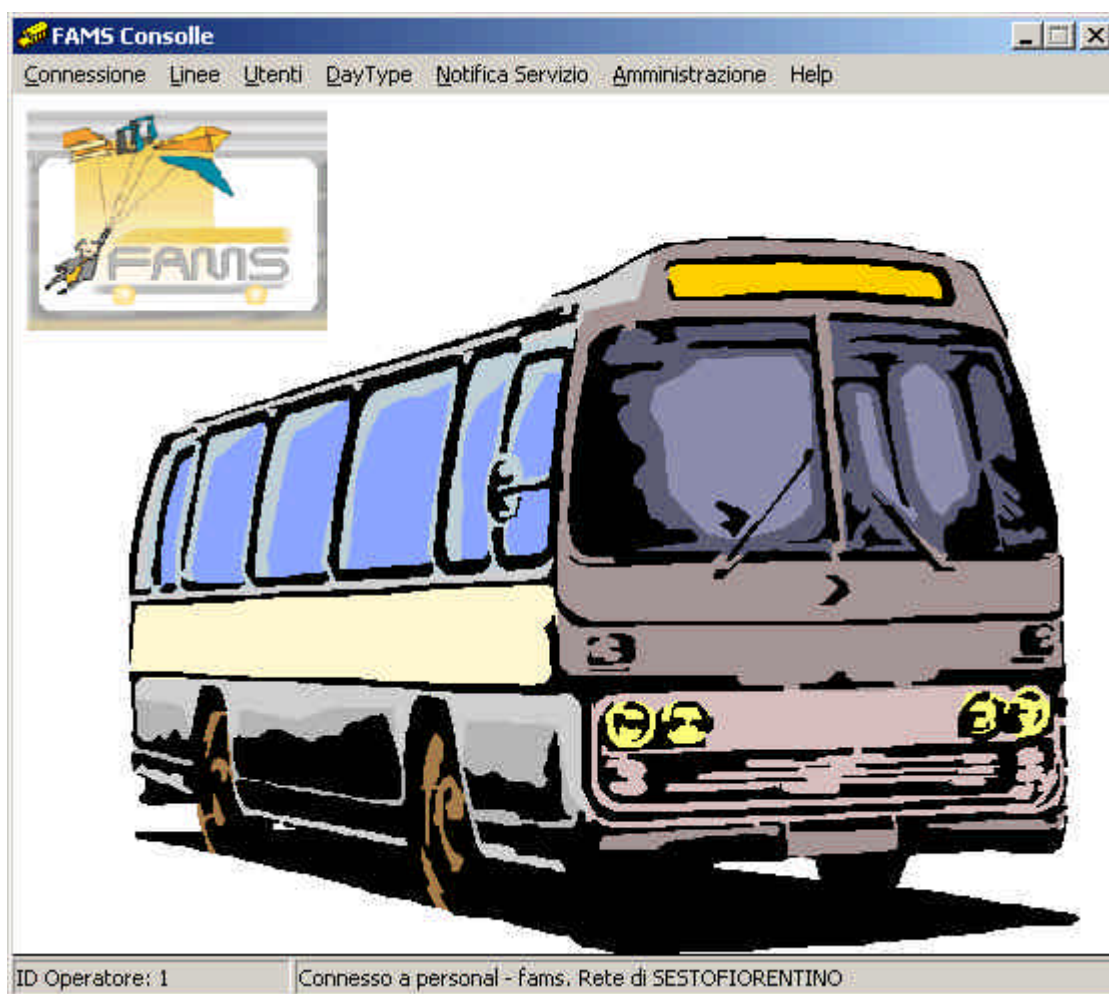 FAMS Consolle
Connessione Linee Utenti DayType Notifica Servizio Amministrazione Help
FAMS
ID Operatore: 1 Connesso a personal - fams. Rete di SESTOFIORENTINO